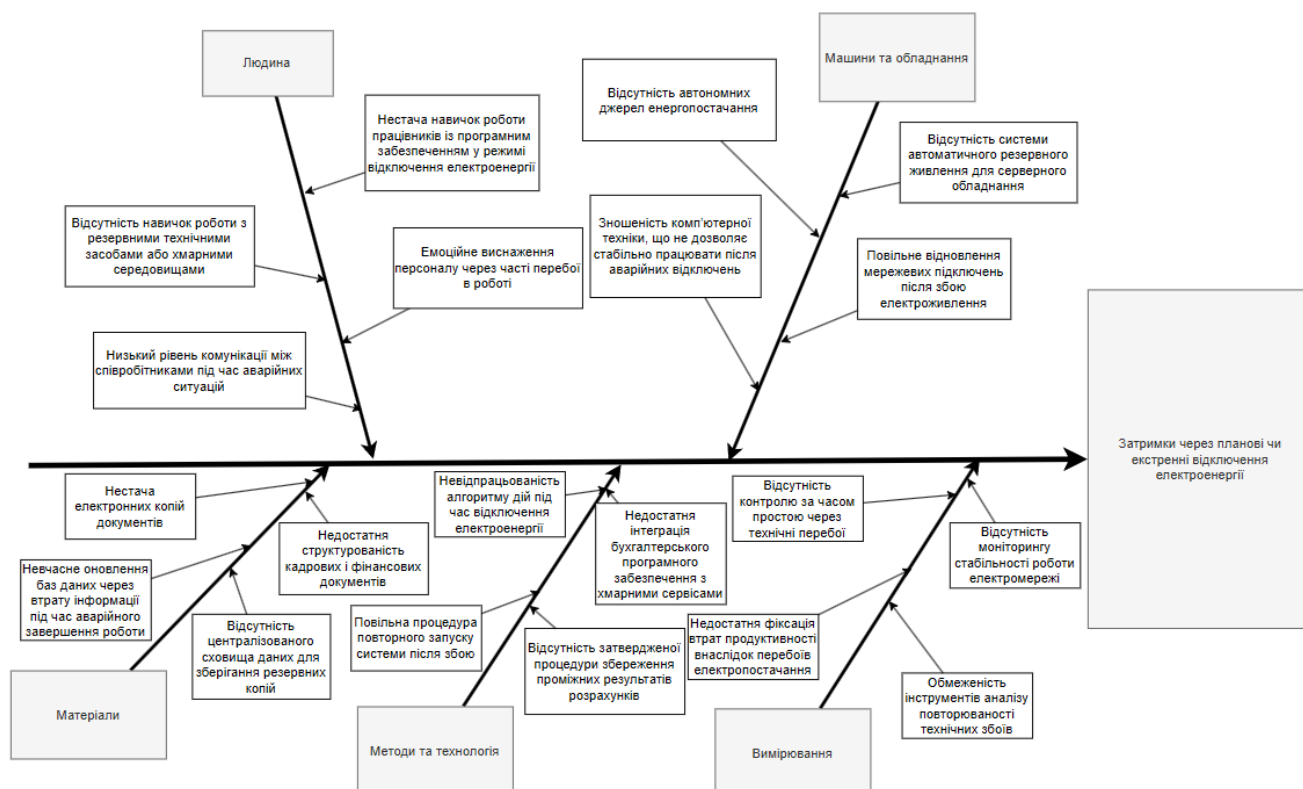 Людина
Машини та обладнання
Відсутність автономних
джерел енергопостачання
Нестача навичок роботи
працівників із програмним
забезпеченням у режимі
відключення електроенергії
Відсутність системи
автоматичного резервного
живлення для серверного
обладнання
Відсутність навичок роботи з
резервними технічними
засобами або хмарними
середовищами
Емоційне виснаження
персоналу через часті перебої
в роботі
Зношеність комп'ютерної
техніки, що не дозволяє
стабільно працювати після
аварійних відключень
Повільне відновлення
мережевих підключень
після збою
електроживлення
Низький рівень комунікації між
співробітниками під час аварійних
ситуацій
Затримки через планові чи
екстренні відключення
електроенергії
Нестача
електронних копій
документів
Недостатня
структурованість
кадрових і фінансових
документів
Невідпрацьованість
алгоритму дій під
час відключення
електроенергії
Недостатня
інтеграція
бухгалтерського
програмного
забезпечення з
хмарними сервісами
Відсутність
контролю за часом
простою через
технічні перебої
Відсутність
моніторингу
стабільності роботи
електромережі
Невчасне оновлення
баз даних через
втрату інформації
під час аварійного
завершення роботи
Відсутність
централізованого
сховища даних для
зберігання резервних
копій
Повільна процедура
повторного запуску
системи після збою
Відсутність затвердженої
процедури збереження
проміжних результатів
розрахунків
Недостатня фіксація
втрат продуктивності
внаслідок перебоїв
електропостачання
Обмеженість
інструментів аналізу
повторюваності
технічних збоїв
Матеріали
Методи та технологія
Вимірювання